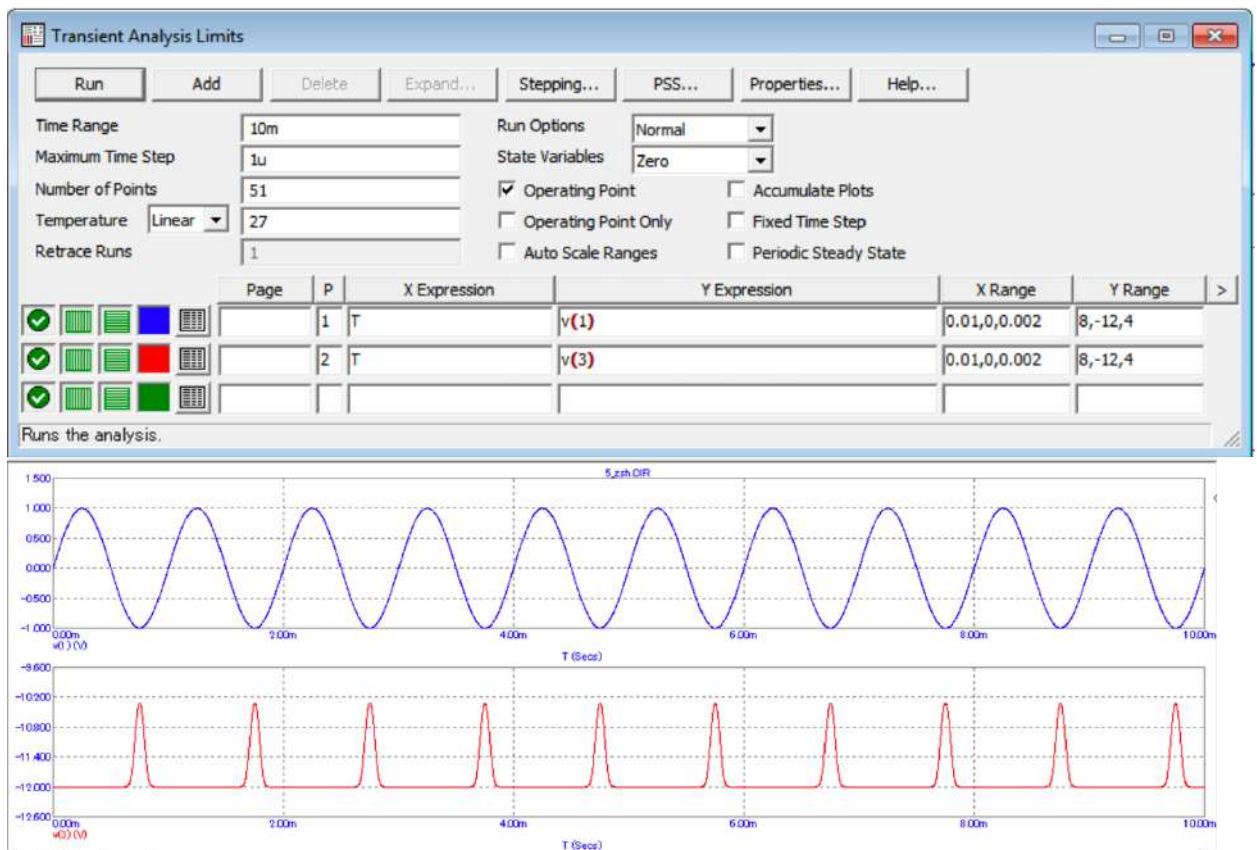 Transient Analysis Limits
Run Add Delete Expand... Stepping... PSS... Properties... Help...
Time Range 10m Run Options Normal
Maximum Time Step 1u State Variables Zero
Number of Points 51 Operating Point Accumulate Plots
Temperature Linear 27 Operating Point Only Fixed Time Step
Retrace Runs 1 Auto Scale Ranges Periodic Steady State
Page P X Expression Y Expression X Range Y Range >
1 T v(1) 0.01,0,0.002 8,-12,4
2 T v(3) 0.01,0,0.002 8,-12,4
Runs the analysis.
5_zsh.CIR
1.500
1.000
0.500
0.000
-0.500
-1.000
0.00m 2.00m 4.00m 6.00m 8.00m 10.00m
v(1) (V)
T (Secs)
-9.600
-10.200
-10.800
-11.400
-12.000
-12.600
0.00m 2.00m 4.00m 6.00m 8.00m 10.00m
v(3) (V)
T (Secs)